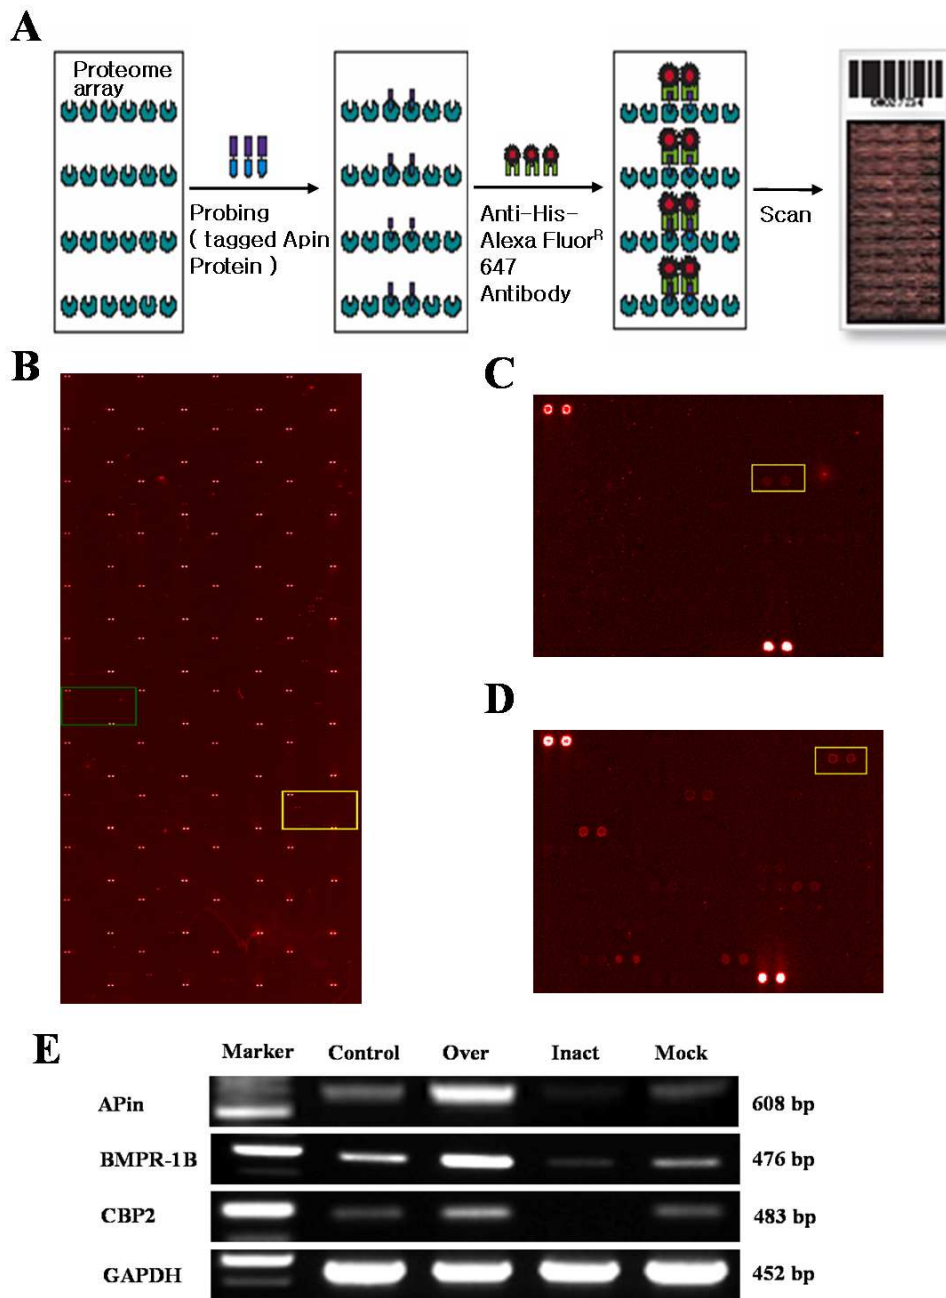 A
Proteome
array
Probing
( tagged Apin
Protein )
Anti-His-
Alexa Fluorᴿ
647
Antibody
Scan
B
C
D
E
Marker Control Over Inact Mock
APin 608 bp
BMPR-1B 476 bp
CBP2 483 bp
GAPDH 452 bp